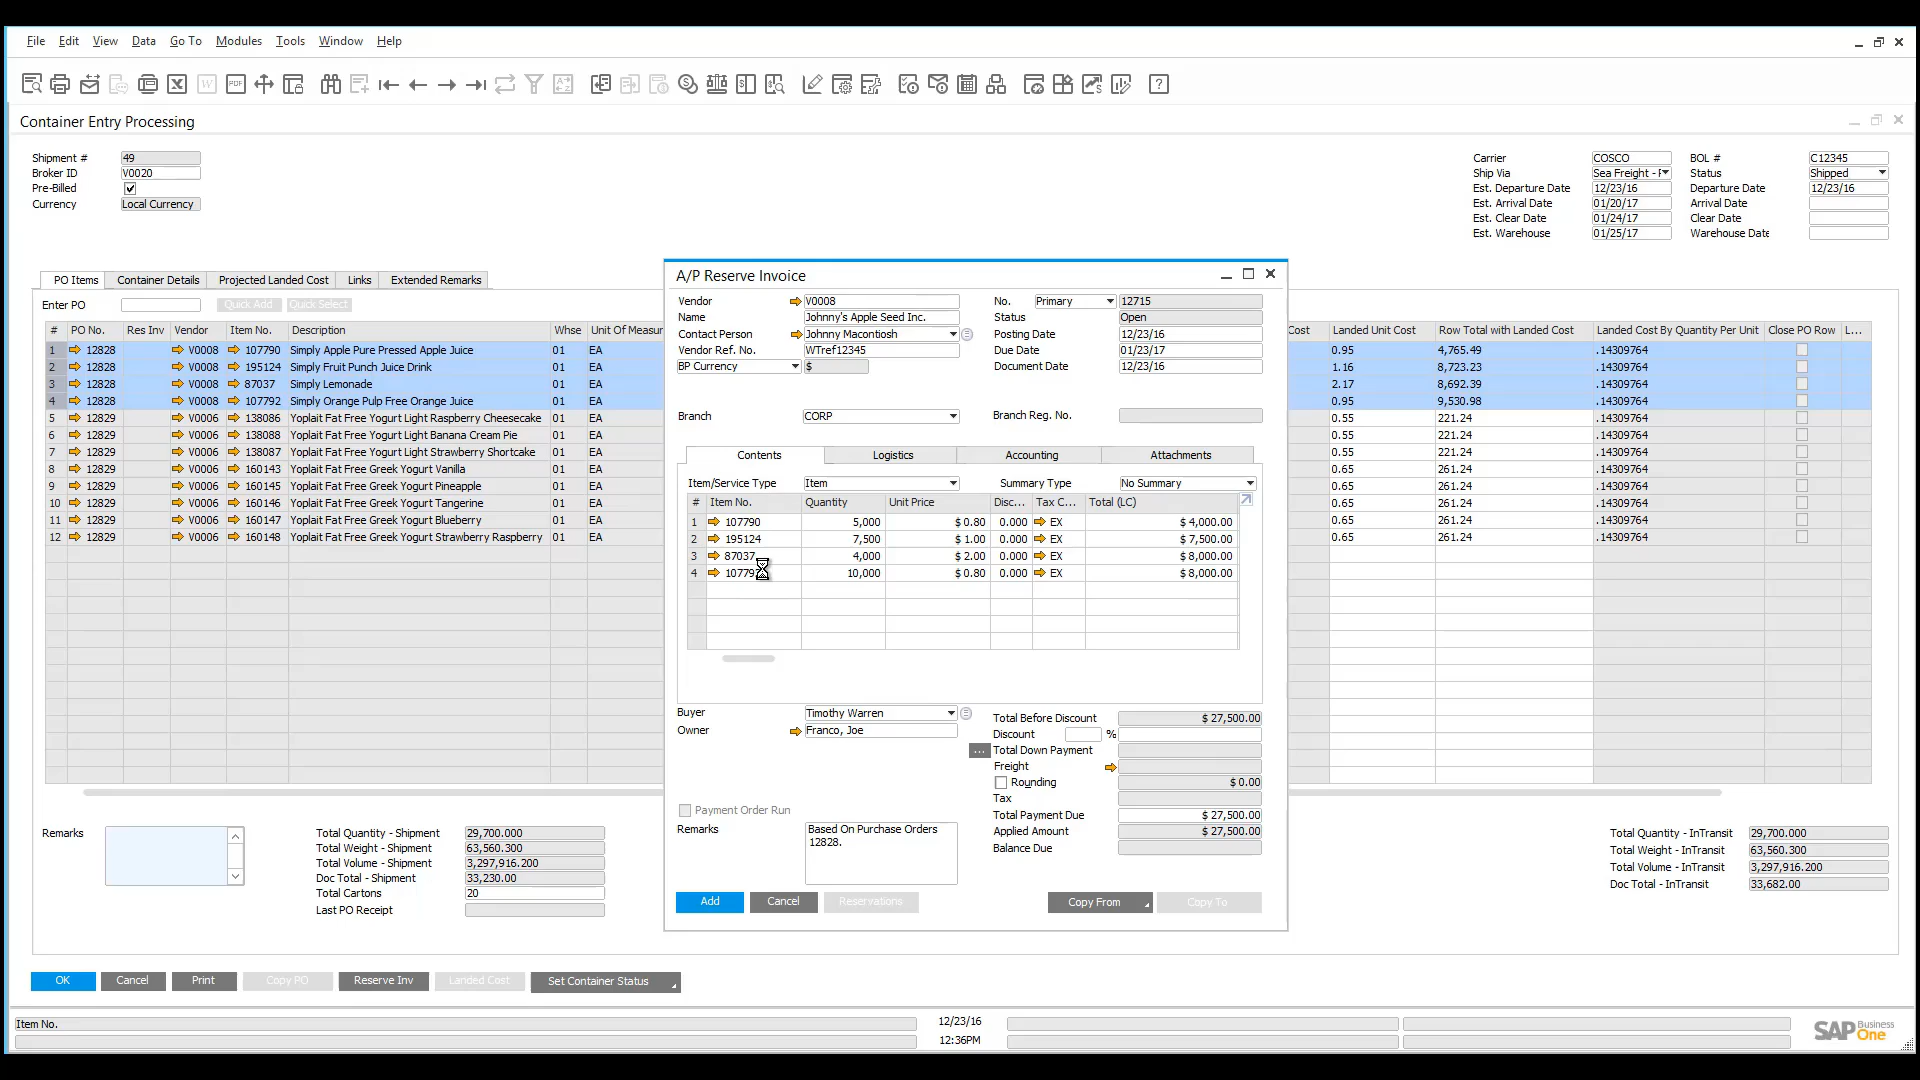 File Edit View Data Go To Modules Tools Window Help
Container Entry Processing
Shipment # 49
Broker ID V0020
Pre-Billed
Currency Local Currency
Carrier COSCO BOL # C12345
Ship Via Sea Freight - F Status Shipped
Est. Departure Date 12/23/16 Departure Date 12/23/16
Est. Arrival Date 01/20/17 Arrival Date
Est. Clear Date 01/24/17 Clear Date
Est. Warehouse 01/25/17 Warehouse Date
PO Items Container Details Projected Landed Cost Links Extended Remarks
Enter PO Quick Add Quick Select
# PO No. Res Inv Vendor Item No. Description Whse Unit Of Measur
1 12828 V0008 107790 Simply Apple Pure Pressed Apple Juice 01 EA
2 12828 V0008 195124 Simply Fruit Punch Juice Drink 01 EA
3 12828 V0008 87037 Simply Lemonade 01 EA
4 12828 V0008 107792 Simply Orange Pulp Free Orange Juice 01 EA
5 12829 V0006 138086 Yoplait Fat Free Yogurt Light Raspberry Cheesecake 01 EA
6 12829 V0006 138088 Yoplait Fat Free Yogurt Light Banana Cream Pie 01 EA
7 12829 V0006 138087 Yoplait Fat Free Yogurt Light Strawberry Shortcake 01 EA
8 12829 V0006 160143 Yoplait Fat Free Greek Yogurt Vanilla 01 EA
9 12829 V0006 160145 Yoplait Fat Free Greek Yogurt Pineapple 01 EA
10 12829 V0006 160146 Yoplait Fat Free Greek Yogurt Tangerine 01 EA
11 12829 V0006 160147 Yoplait Fat Free Greek Yogurt Blueberry 01 EA
12 12829 V0006 160148 Yoplait Fat Free Greek Yogurt Strawberry Raspberry 01 EA
Cost Landed Unit Cost Row Total with Landed Cost Landed Cost By Quantity Per Unit Close PO Row L...
0.95 4,765.49 .14309764
1.16 8,723.23 .14309764
2.17 8,692.39 .14309764
0.95 9,530.98 .14309764
0.55 221.24 .14309764
0.55 221.24 .14309764
0.55 221.24 .14309764
0.65 261.24 .14309764
0.65 261.24 .14309764
0.65 261.24 .14309764
0.65 261.24 .14309764
0.65 261.24 .14309764
A/P Reserve Invoice
Vendor V0008 No. Primary 12715
Name Johnny's Apple Seed Inc. Status Open
Contact Person Johnny Macontiosh Posting Date 12/23/16
Vendor Ref. No. WTref12345 Due Date 01/23/17
BP Currency $ Document Date 12/23/16
Branch CORP Branch Reg. No.
Contents Logistics Accounting Attachments
Item/Service Type Item Summary Type No Summary
# Item No. Quantity Unit Price Disc... Tax C... Total (LC)
1 107790 5,000 $ 0.80 0.000 EX $ 4,000.00
2 195124 7,500 $ 1.00 0.000 EX $ 7,500.00
3 87037 4,000 $ 2.00 0.000 EX $ 8,000.00
4 10779 10,000 $ 0.80 0.000 EX $ 8,000.00
Buyer Timothy Warren
Owner Franco, Joe
Total Before Discount $ 27,500.00
Discount %
... Total Down Payment
Freight
Rounding $ 0.00
Tax
Total Payment Due $ 27,500.00
Applied Amount $ 27,500.00
Balance Due
Payment Order Run
Remarks Based On Purchase Orders
12828.
Add Cancel Reservations Copy From Copy To
Remarks
Total Quantity - Shipment 29,700.000
Total Weight - Shipment 63,560.300
Total Volume - Shipment 3,297,916.200
Doc Total - Shipment 33,230.00
Total Cartons 20
Last PO Receipt
Total Quantity - InTransit 29,700.000
Total Weight - InTransit 63,560.300
Total Volume - InTransit 3,297,916.200
Doc Total - InTransit 33,682.00
OK Cancel Print Copy PO Reserve Inv Landed Cost Set Container Status
Item No. 12/23/16
12:36PM
SAP Business One